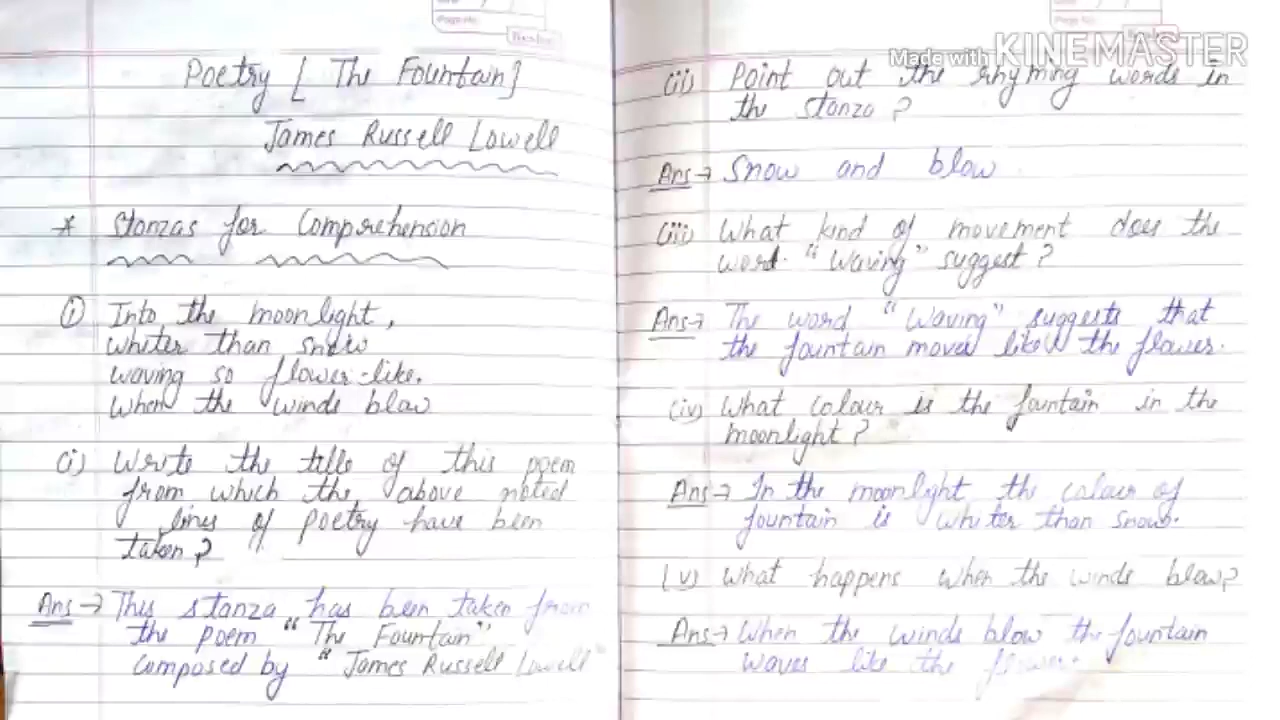 Poetry [ The Fountain ]
James Russell Lowell
* Stanzas for Comprehension
① Into the moonlight,
whiter than snow
waving so flower-like.
When the winds blow
(i) Write the title of this poem
from which the above noted
lines of poetry have been
taken?
Ans→ This stanza has been taken from
the poem "The Fountain"
composed by "James Russell Lowell"
Page No.
Made with KINEMASTER
(ii) Point out the rhyming words in
the stanza?
Ans→ Snow and blow
(iii) What kind of movement does the
word "waving" suggest?
Ans→ The word "Waving" suggests that
the fountain moves like the flower.
(iv) What colour is the fountain in the
moonlight?
Ans→ In the moonlight the colour of
fountain is whiter than snow.
(v) What happens when the winds blow?
Ans→ When the winds blow the fountain
waves like the flower.